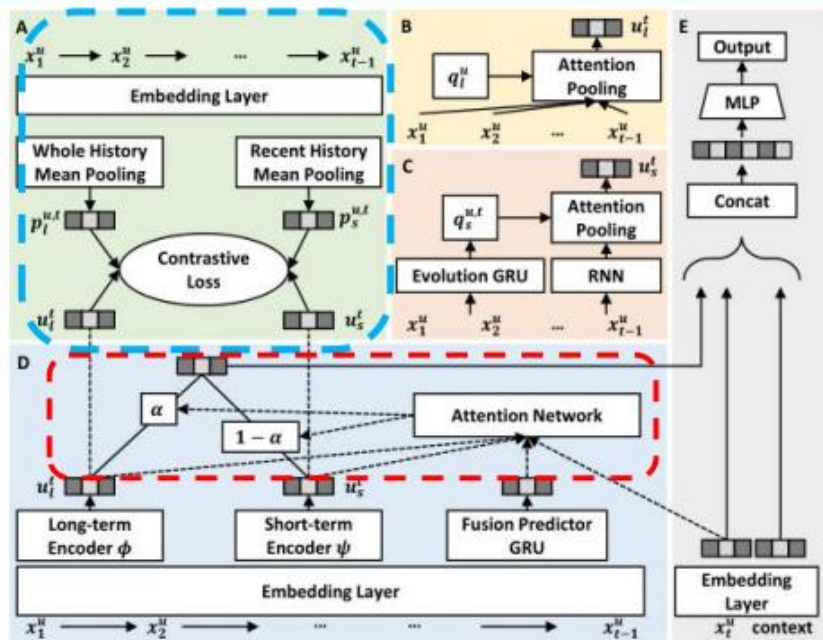 A
x_1^u x_2^u ... x_{t-1}^u
Embedding Layer
Whole History
Mean Pooling
Recent History
Mean Pooling
p_l^{u,t} p_s^{u,t}
Contrastive
Loss
u_l^t u_s^t
B
u_l^t
q_l^u
Attention
Pooling
x_1^u x_2^u ... x_{t-1}^u
C
u_s^t
q_s^{u,t}
Attention
Pooling
Evolution GRU
RNN
x_1^u x_2^u ... x_{t-1}^u
D
α
1 − α
Attention Network
u_l^t u_s^t
Long-term
Encoder ϕ
Short-term
Encoder ψ
Fusion Predictor
GRU
Embedding Layer
x_1^u x_2^u ... ... x_{t-1}^u
E
Output
MLP
Concat
Embedding
Layer
x_t^u context